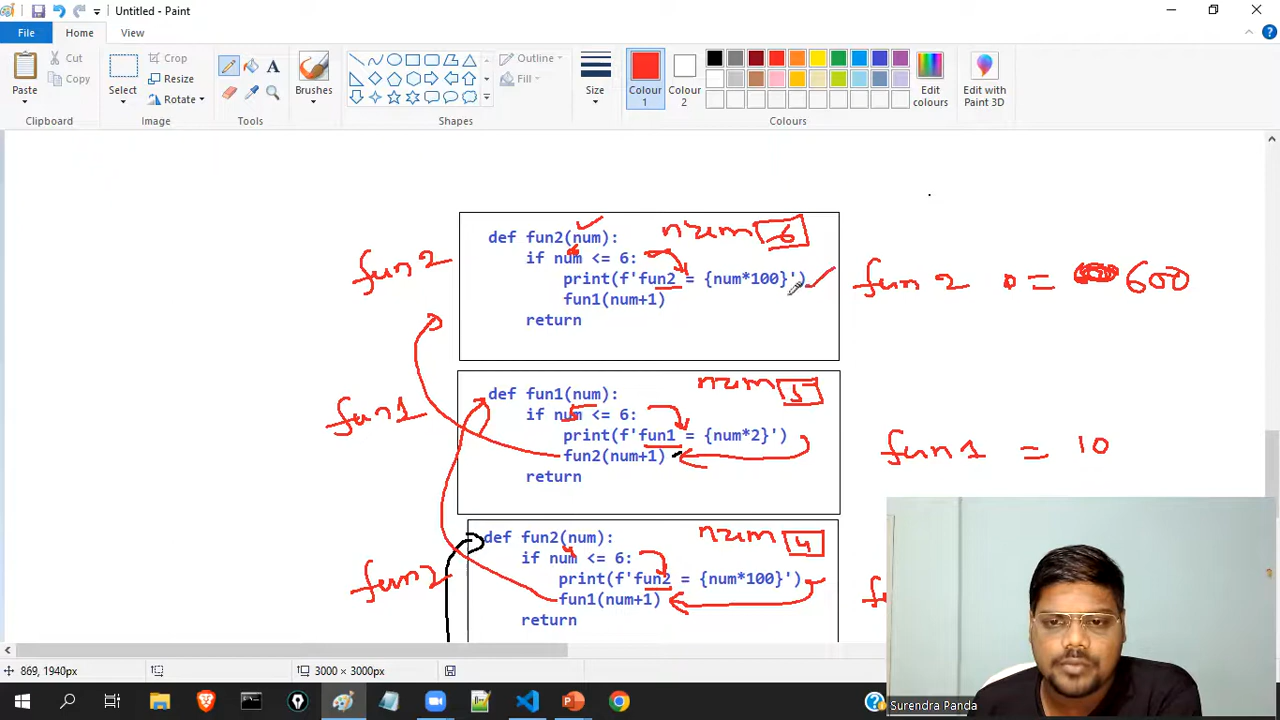 Untitled - Paint
File
Home
View
Paste
Cut
Copy
Clipboard
Select
Crop
Resize
Rotate
Image
Tools
Brushes
Shapes
Outline
Fill
Size
Colour 1
Colour 2
Colours
Edit colours
Edit with Paint 3D
fun2
def fun2(num):
num 6
if num <= 6:
print(f'fun2 = {num*100}')
fun2 = 600
fun1(num+1)
return
fun1
def fun1(num):
num 5
if num <= 6:
print(f'fun1 = {num*2}')
fun1 = 10
fun2(num+1)
return
fun2
def fun2(num):
num 4
if num <= 6:
print(f'fun2 = {num*100}')
fun1(num+1)
return
869, 1940px
3000 × 3000px
Surendra Panda